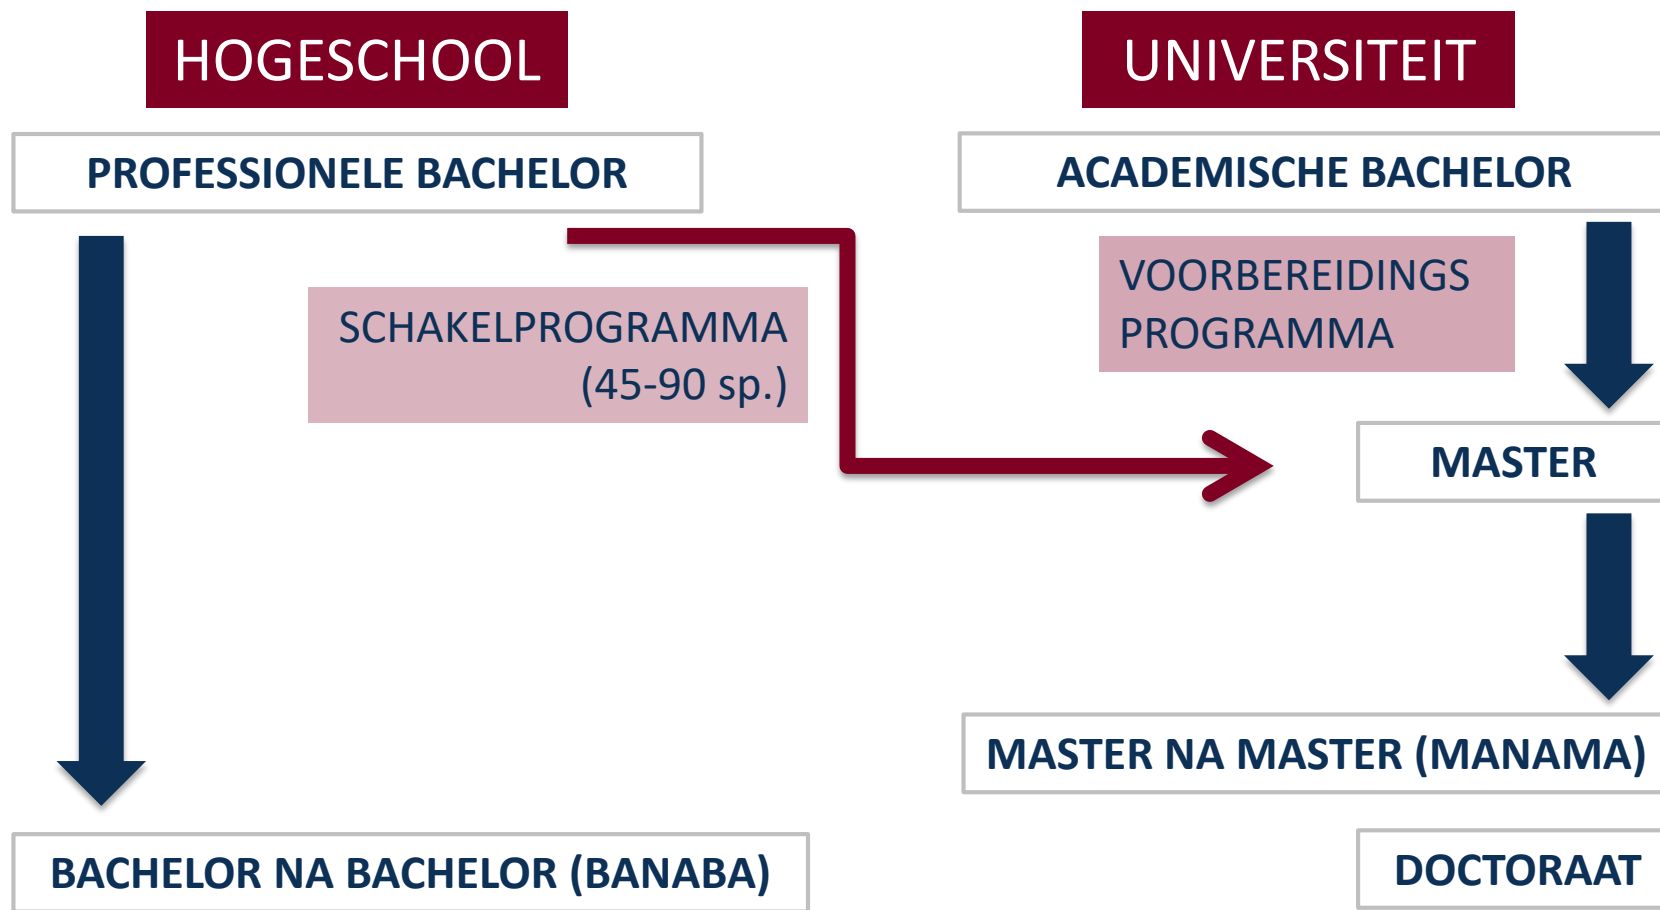 HOGESCHOOL
UNIVERSITEIT
PROFESSIONELE BACHELOR
ACADEMISCHE BACHELOR
SCHAKELPROGRAMMA
(45-90 sp.)
VOORBEREIDINGS
PROGRAMMA
MASTER
MASTER NA MASTER (MANAMA)
BACHELOR NA BACHELOR (BANABA)
DOCTORAAT